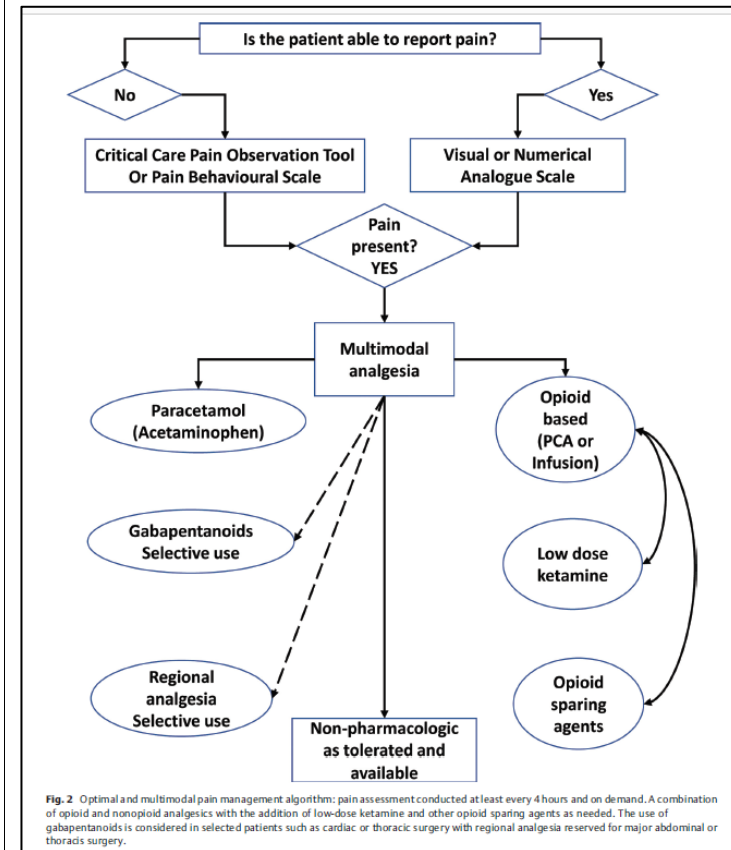 Is the patient able to report pain?
No
Yes
Critical Care Pain Observation Tool
Or Pain Behavioural Scale
Visual or Numerical
Analogue Scale
Pain
present?
YES
Multimodal
analgesia
Paracetamol
(Acetaminophen)
Opioid
based
(PCA or
Infusion)
Gabapentanoids
Selective use
Low dose
ketamine
Regional
analgesia
Selective use
Opioid
sparing
agents
Non-pharmacologic
as tolerated and
available
Fig. 2 Optimal and multimodal pain management algorithm: pain assessment conducted at least every 4 hours and on demand. A combination
of opioid and nonopioid analgesics with the addition of low-dose ketamine and other opioid sparing agents as needed. The use of
gabapentanoids is considered in selected patients such as cardiac or thoracic surgery with regional analgesia reserved for major abdominal or
thoracis surgery.